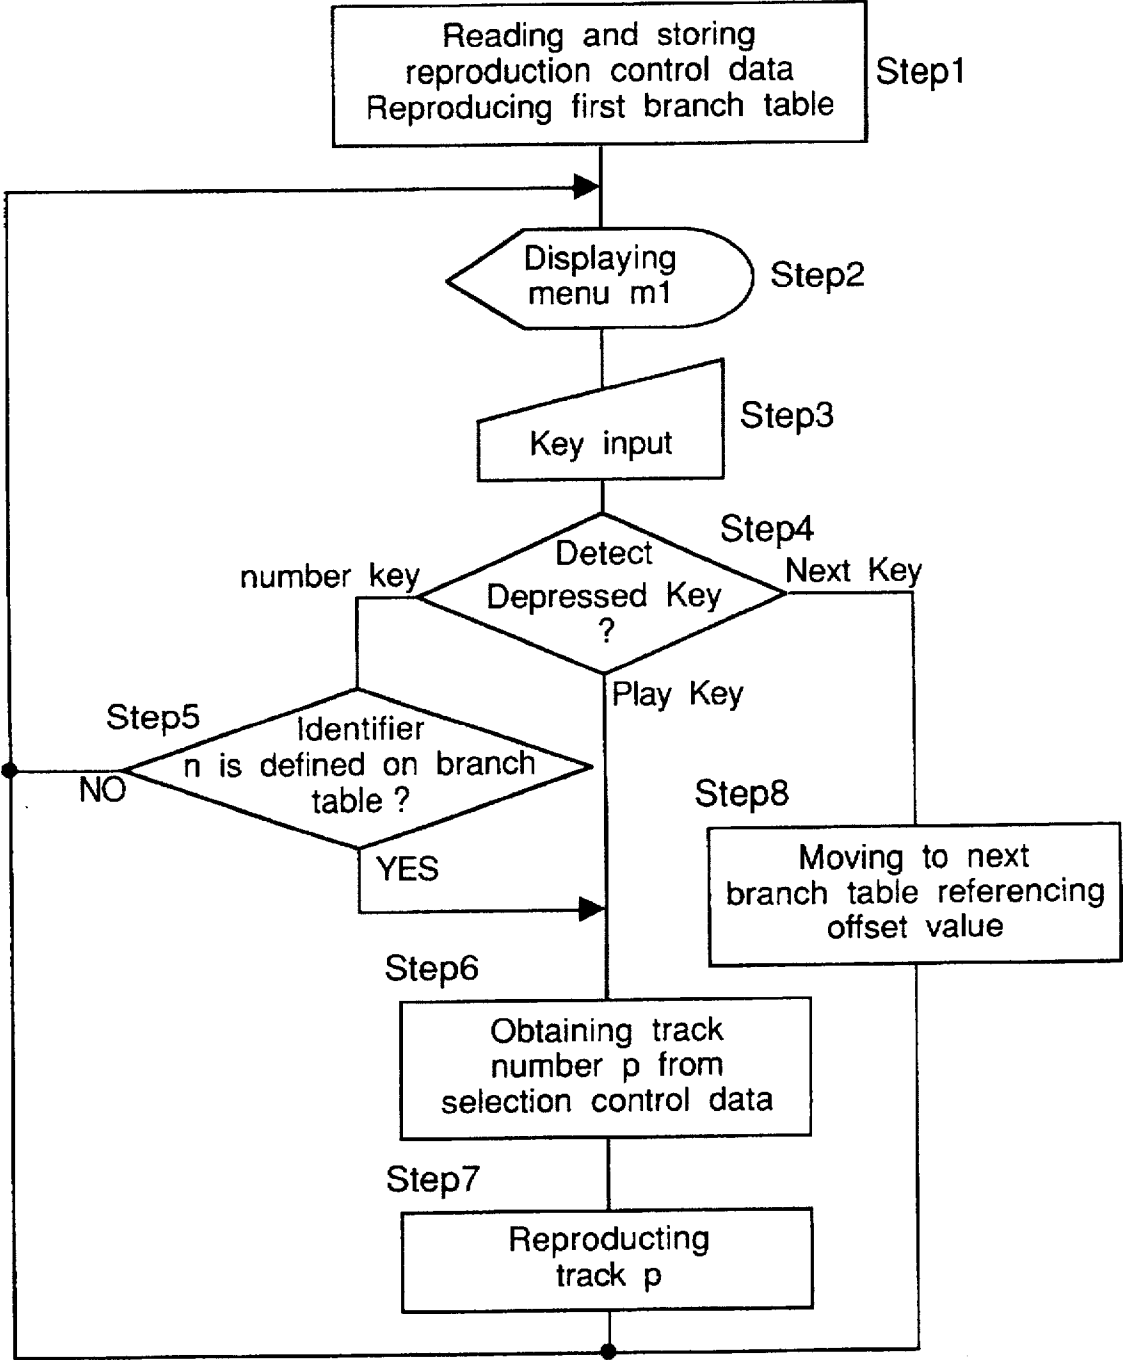 Reading and storing
reproduction control data
Reproducing first branch table
Step1
Displaying
menu m1
Step2
Key input
Step3
Step4
Detect
Depressed Key
?
number key
Next Key
Play Key
Step5
Identifier
n is defined on branch
table ?
NO
YES
Step8
Moving to next
branch table referencing
offset value
Step6
Obtaining track
number p from
selection control data
Step7
Reproducting
track p